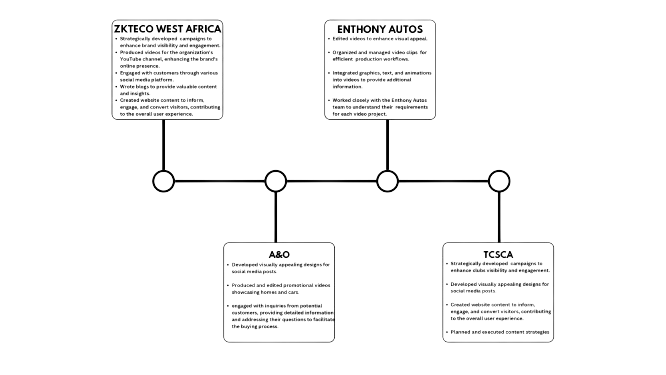 ZKTECO WEST AFRICA
• Strategically developed campaigns to
enhance brand visibility and engagement.
• Produced videos for the organization's
YouTube channel, enhancing the brand's
online presence.
• Engaged with customers through various
social media platform.
• Wrote blogs to provide valuable content
and insights.
• Created website content to inform,
engage, and convert visitors, contributing
to the overall user experience.
ENTHONY AUTOS
• Edited videos to enhance visual appeal.
• Organized and managed video clips for
efficient production workflows.
• Integrated graphics, text, and animations
into videos to provide additional
information.
• Worked closely with the Enthony Autos
team to understand their requirements
for each video project.
A&O
• Developed visually appealing designs for
social media posts.
• Produced and edited promotional videos
showcasing homes and cars.
• engaged with inquiries from potential
customers, providing detailed information
and addressing their questions to facilitate
the buying process.
TCSCA
• Strategically developed campaigns to
enhance clubs visibility and engagement.
• Developed visually appealing designs for
social media posts
• Created website content to inform,
engage, and convert visitors, contributing
to the overall user experience.
• Planned and executed content strategies